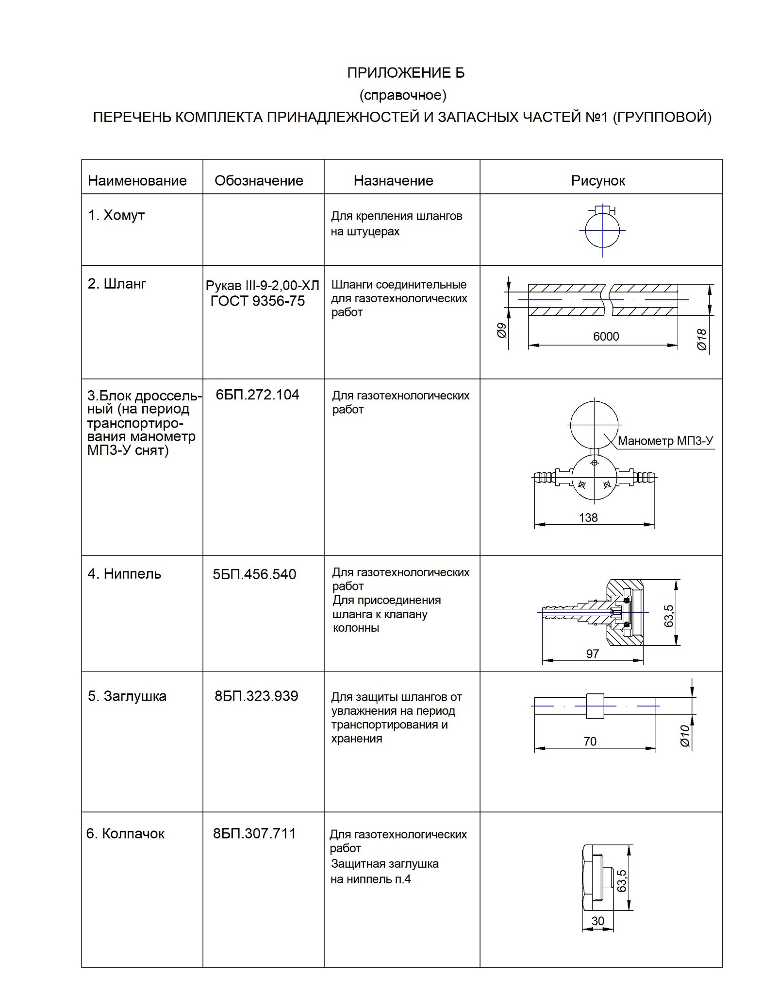 ПРИЛОЖЕНИЕ Б
(справочное)
ПЕРЕЧЕНЬ КОМПЛЕКТА ПРИНАДЛЕЖНОСТЕЙ И ЗАПАСНЫХ ЧАСТЕЙ №1 (ГРУППОВОЙ)
Наименование
Обозначение
Назначение
Рисунок
1. Хомут
Для крепления шлангов
на штуцерах
2. Шланг
Рукав III-9-2,00-ХЛ
ГОСТ 9356-75
Шланги соединительные
для газотехнологических
работ
Ø9
6000
Ø18
3.Блок дроссель-
ный (на период
транспортиро-
вания манометр
МП3-У снят)
6БП.272.104
Для газотехнологических
работ
Манометр МП3-У
138
4. Ниппель
5БП.456.540
Для газотехнологических
работ
Для присоединения
шланга к клапану
колонны
63,5
97
5. Заглушка
8БП.323.939
Для защиты шлангов от
увлажнения на период
транспортирования и
хранения
70
Ø10
6. Колпачок
8БП.307.711
Для газотехнологических
работ
Защитная заглушка
на ниппель п.4
63,5
30